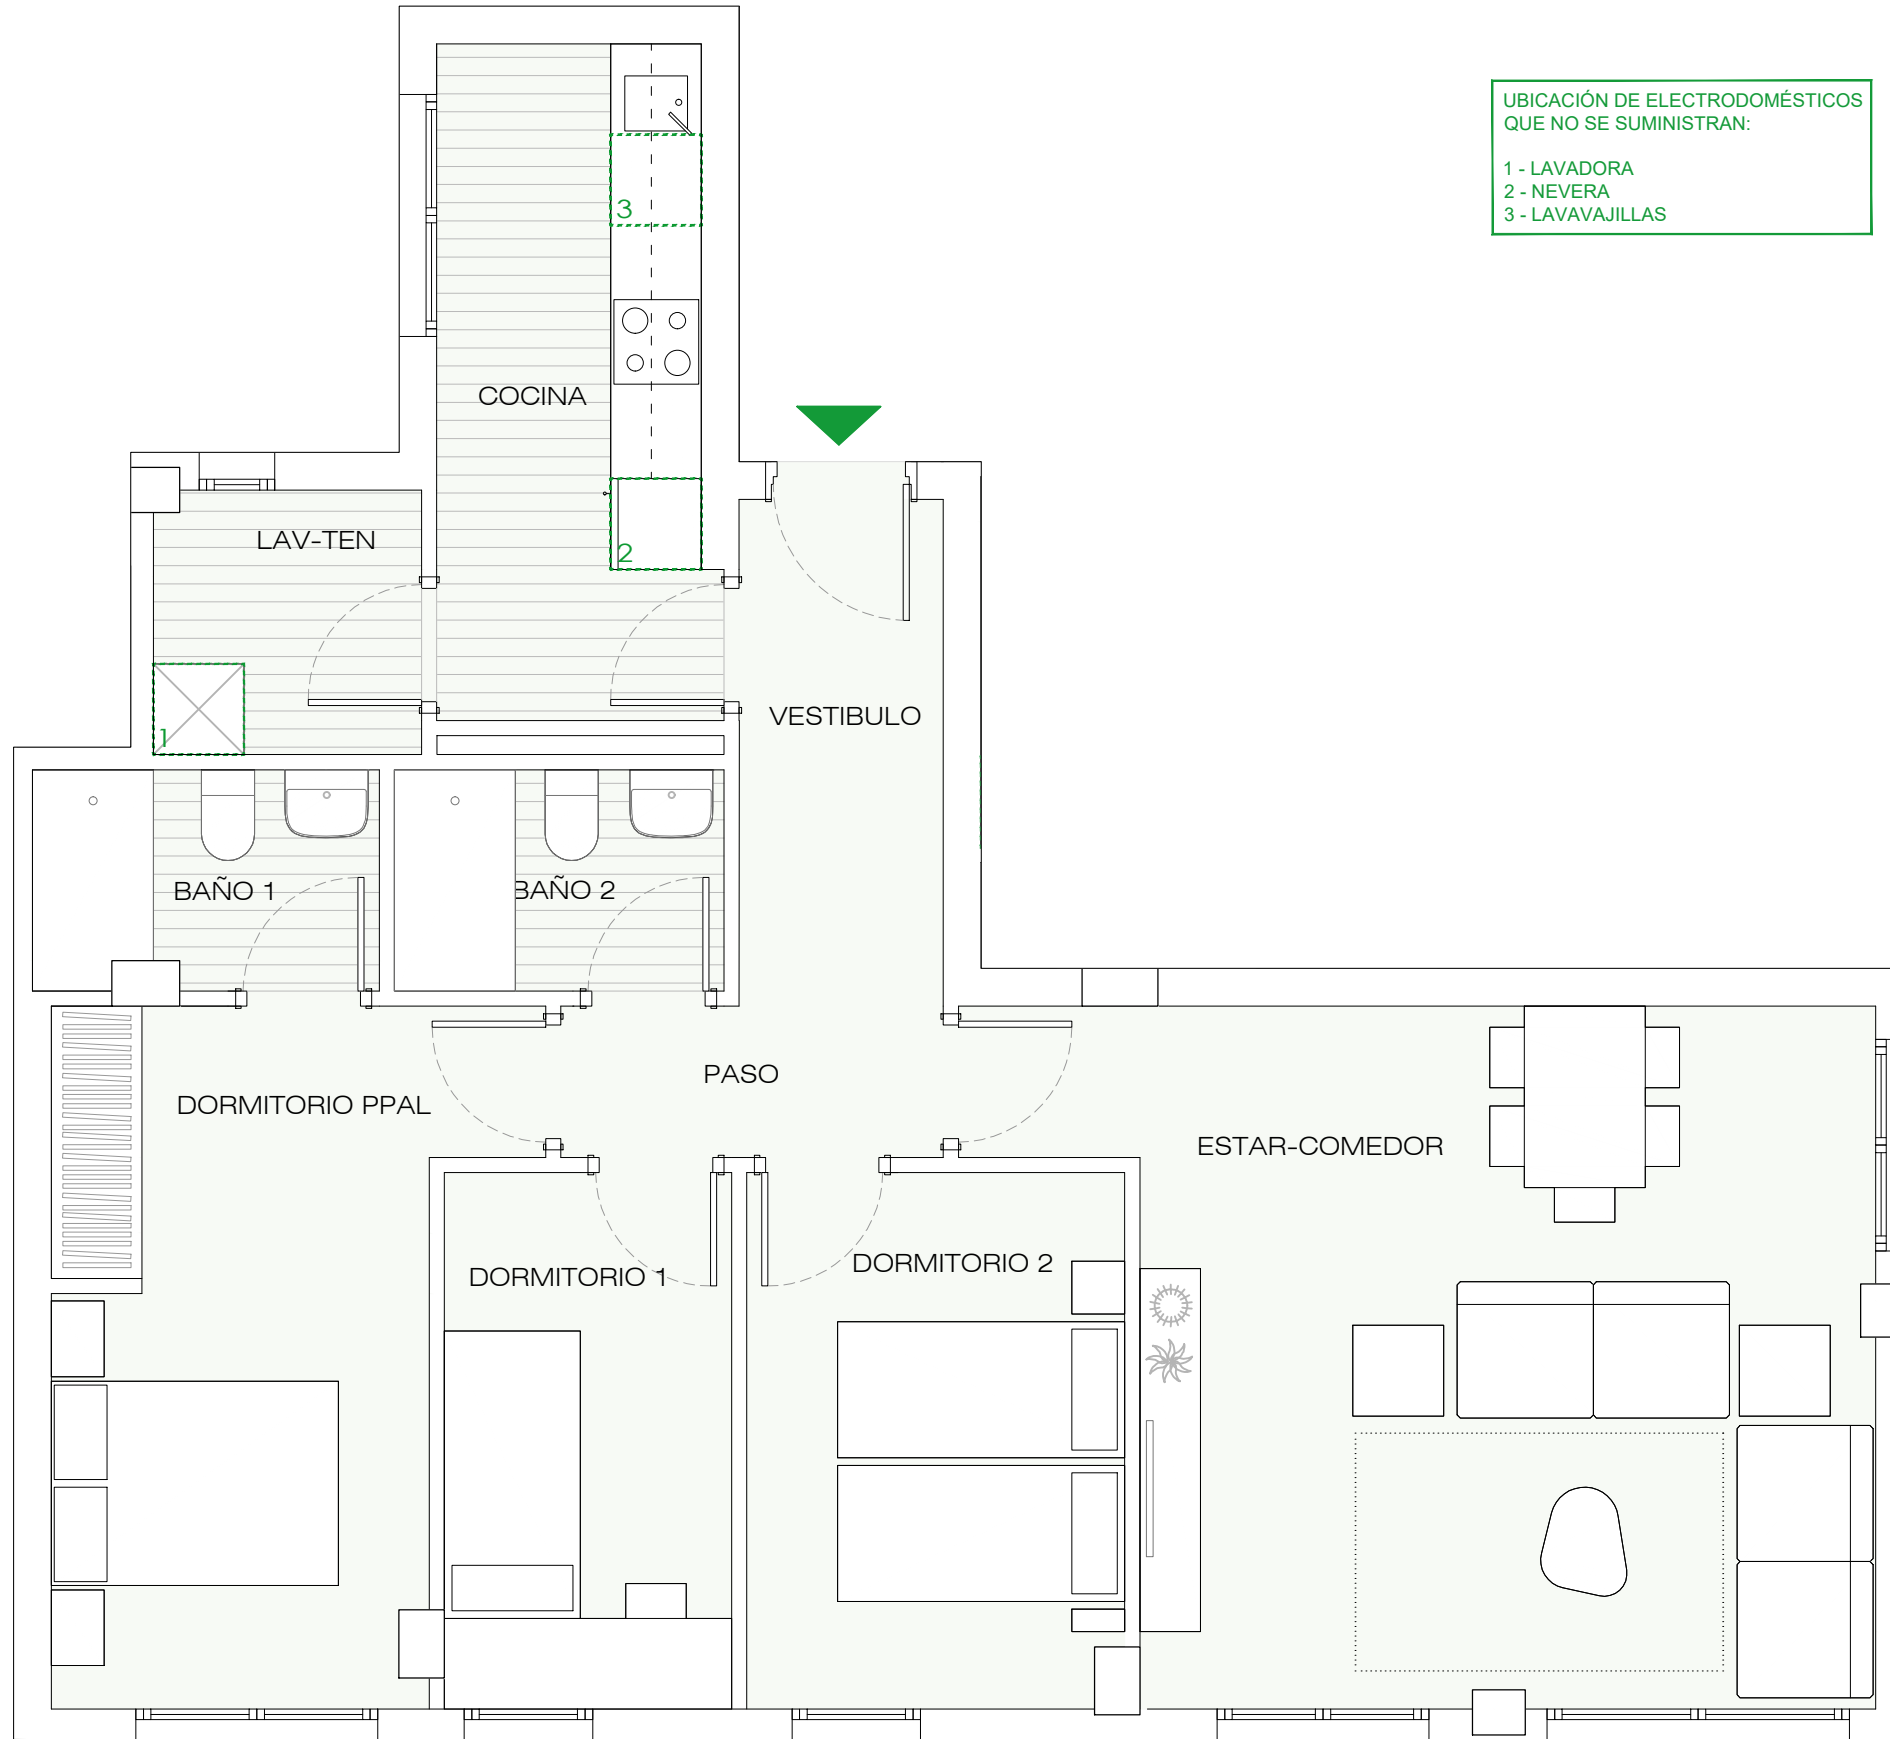 UBICACIÓN DE ELECTRODOMÉSTICOS
QUE NO SE SUMINISTRAN:
1 - LAVADORA
2 - NEVERA
3 - LAVAVAJILLAS
3
COCINA
LAV-TEN
2
VESTIBULO
1
BAÑO 1
BAÑO 2
PASO
DORMITORIO PPAL
ESTAR-COMEDOR
DORMITORIO 1
DORMITORIO 2